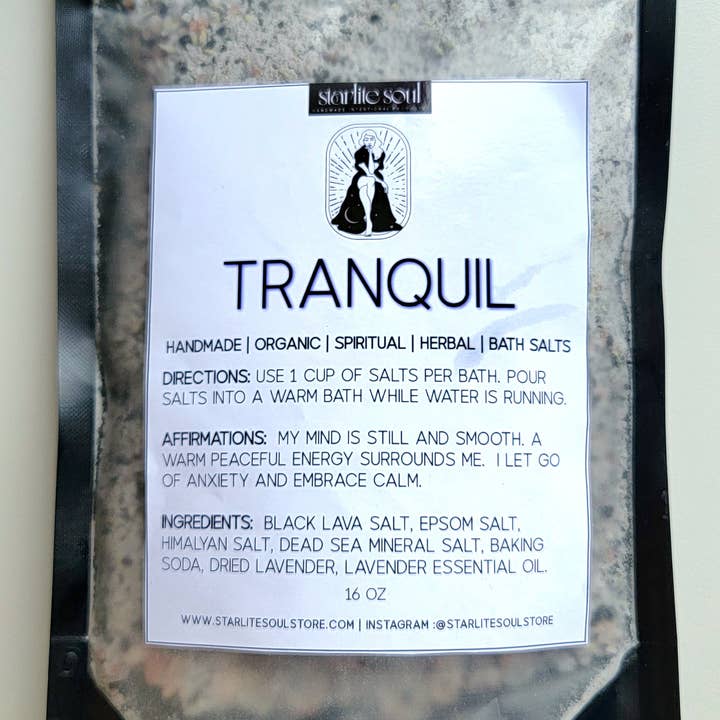 starlite soul
TRANQUIL
HANDMADE | ORGANIC | SPIRITUAL | HERBAL | BATH SALTS
DIRECTIONS: USE 1 CUP OF SALTS PER BATH. POUR
SALTS INTO A WARM BATH WHILE WATER IS RUNNING.
AFFIRMATIONS: MY MIND IS STILL AND SMOOTH. A
WARM PEACEFUL ENERGY SURROUNDS ME. I LET GO
OF ANXIETY AND EMBRACE CALM.
INGREDIENTS: BLACK LAVA SALT, EPSOM SALT,
HIMALYAN SALT, DEAD SEA MINERAL SALT, BAKING
SODA, DRIED LAVENDER, LAVENDER ESSENTIAL OIL.
16 OZ
WWW.STARLITESOULSTORE.COM | INSTAGRAM :@STARLITESOULSTORE